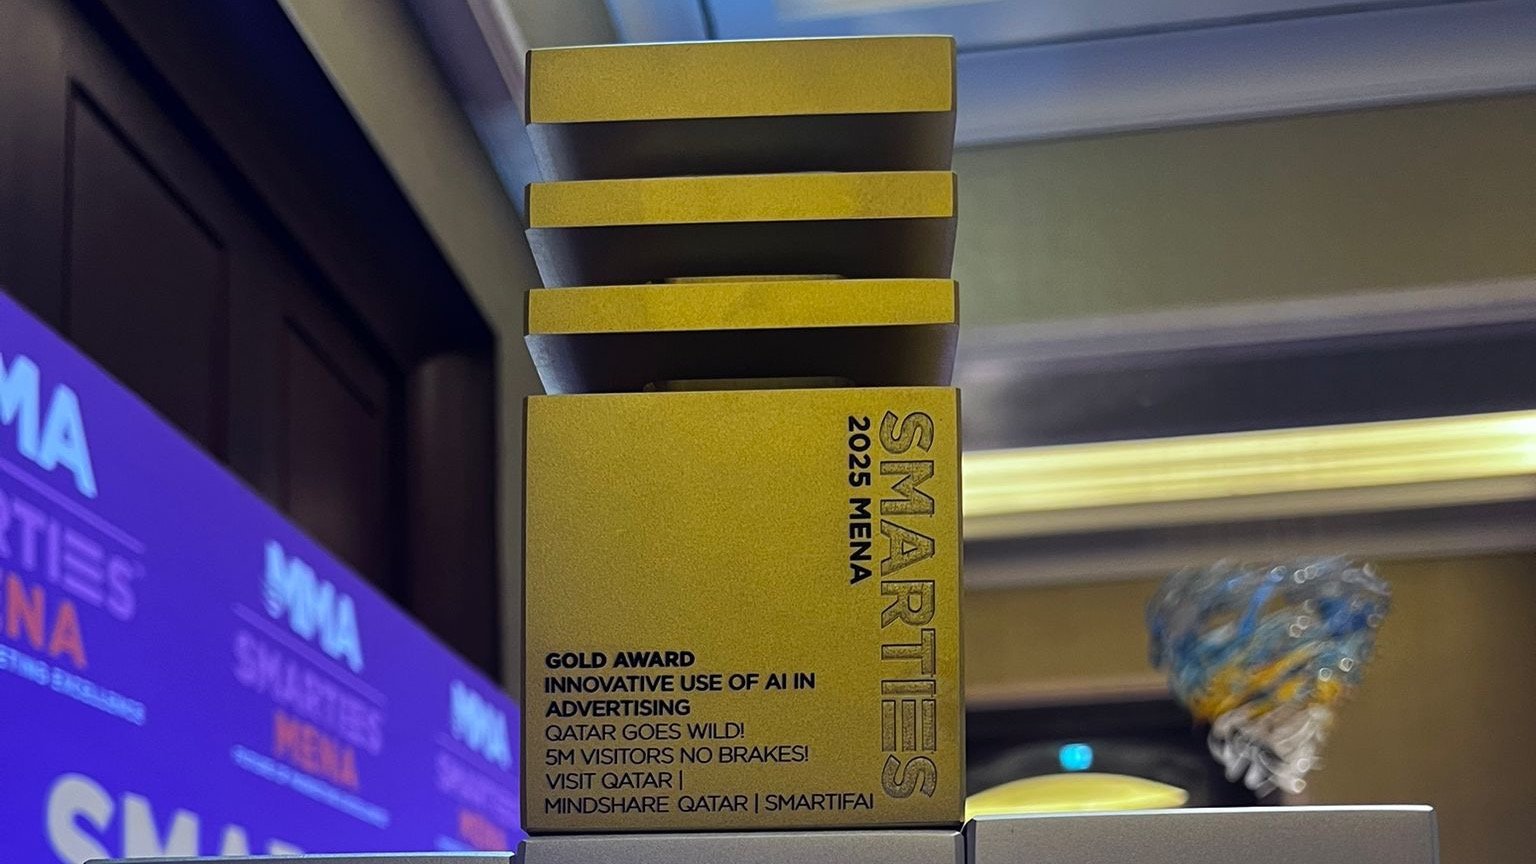 SMARTIES
2025 MENA
GOLD AWARD
INNOVATIVE USE OF AI IN
ADVERTISING
QATAR GOES WILD!
5M VISITORS NO BRAKES!
VISIT QATAR |
MINDSHARE QATAR | SMARTIFAI
MMA
SMARTIES
MENA
MMA
SMARTIES
MENA